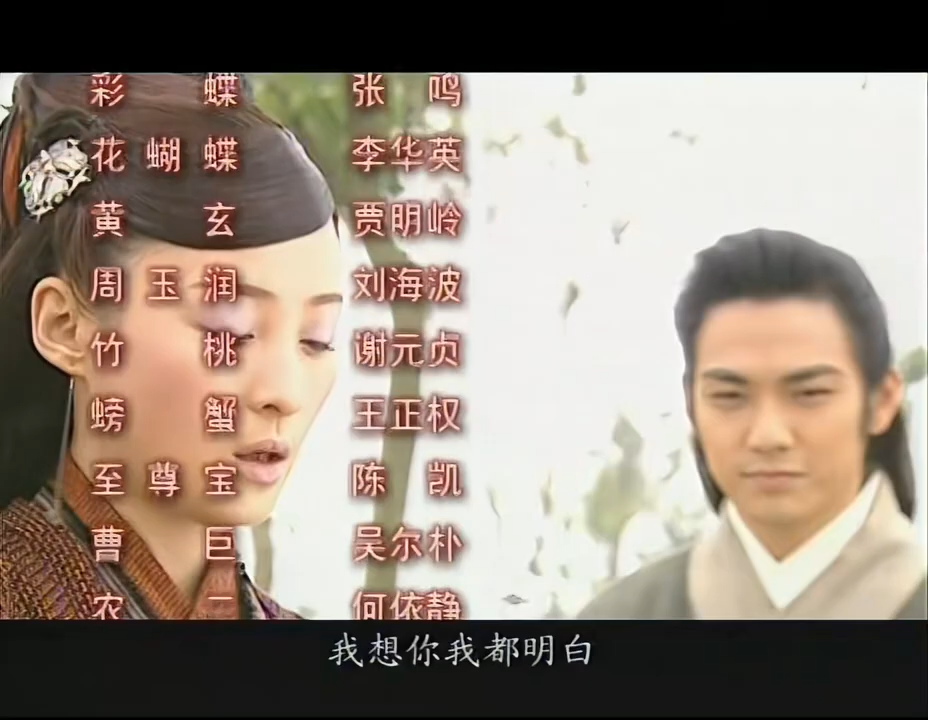 彩蝶 张鸣
花蝴蝶 李华英
黄玄 贾明岭
周玉润 刘海波
竹桃 谢元贞
螃蟹 王正权
至尊宝 陈凯
曹巨 吴尔朴
农二 何依静
我想你我都明白